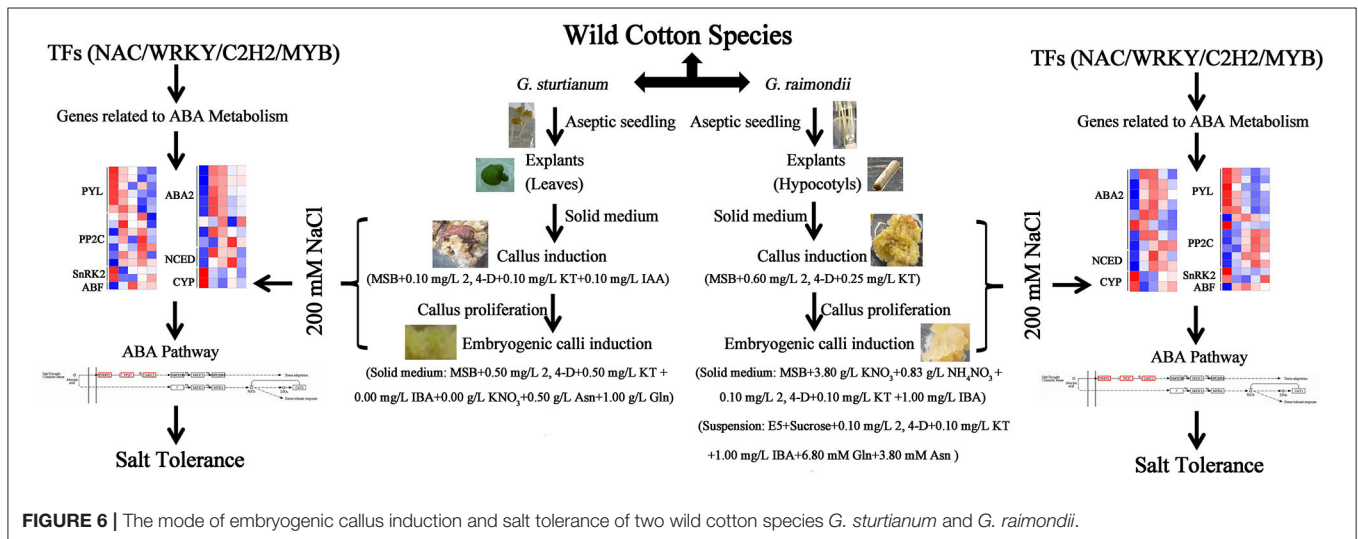 Wild Cotton Species
TFs (NAC/WRKY/C2H2/MYB)
Genes related to ABA Metabolism
PYL
PP2C
SnRK2
ABF
ABA2
NCED
CYP
ABA Pathway
Salt Tolerance
200 mM NaCl
G. sturtianum
Aseptic seedling
Explants
(Leaves)
Solid medium
Callus induction
(MSB+0.10 mg/L 2, 4-D+0.10 mg/L KT+0.10 mg/L IAA)
Callus proliferation
Embryogenic calli induction
(Solid medium: MSB+0.50 mg/L 2, 4-D+0.50 mg/L KT +
0.00 mg/L IBA+0.00 g/L KNO₃+0.50 g/L Asn+1.00 g/L Gln)
G. raimondii
Aseptic seedling
Explants
(Hypocotyls)
Solid medium
Callus induction
(MSB+0.60 mg/L 2, 4-D+0.25 mg/L KT)
Callus proliferation
Embryogenic calli induction
(Solid medium: MSB+3.80 g/L KNO₃+0.83 g/L NH₄NO₃ +
0.10 mg/L 2, 4-D+0.10 mg/L KT +1.00 mg/L IBA)
(Suspension: E5+Sucrose+0.10 mg/L 2, 4-D+0.10 mg/L KT
+1.00 mg/L IBA+6.80 mM Gln+3.80 mM Asn )
200 mM NaCl
TFs (NAC/WRKY/C2H2/MYB)
Genes related to ABA Metabolism
ABA2
NCED
CYP
PYL
PP2C
SnRK2
ABF
ABA Pathway
Salt Tolerance
FIGURE 6 | The mode of embryogenic callus induction and salt tolerance of two wild cotton species G. sturtianum and G. raimondii.